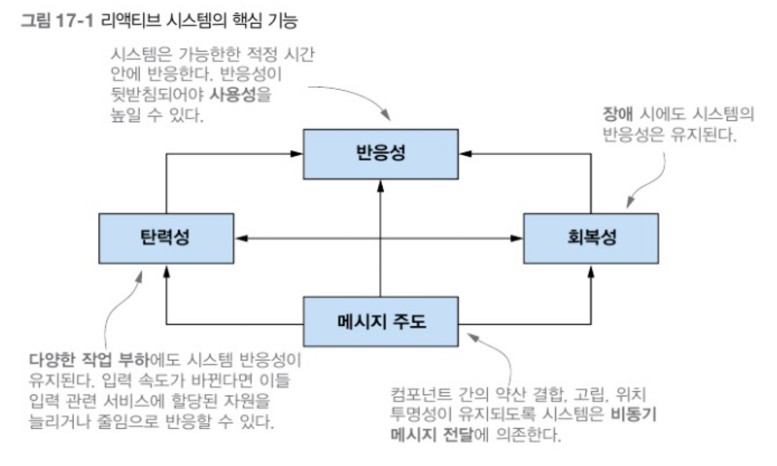 그림 17-1 리액티브 시스템의 핵심 기능
시스템은 가능한한 적정 시간
안에 반응한다. 반응성이
뒷받침되어야 사용성을
높일 수 있다.
장애 시에도 시스템의
반응성은 유지된다.
반응성
탄력성
회복성
메시지 주도
다양한 작업 부하에도 시스템 반응성이
유지된다. 입력 속도가 바뀐다면 이들
입력 관련 서비스에 할당된 자원을
늘리거나 줄임으로 반응할 수 있다.
컴포넌트 간의 약산 결합, 고립, 위치
투명성이 유지되도록 시스템은 비동기
메시지 전달에 의존한다.